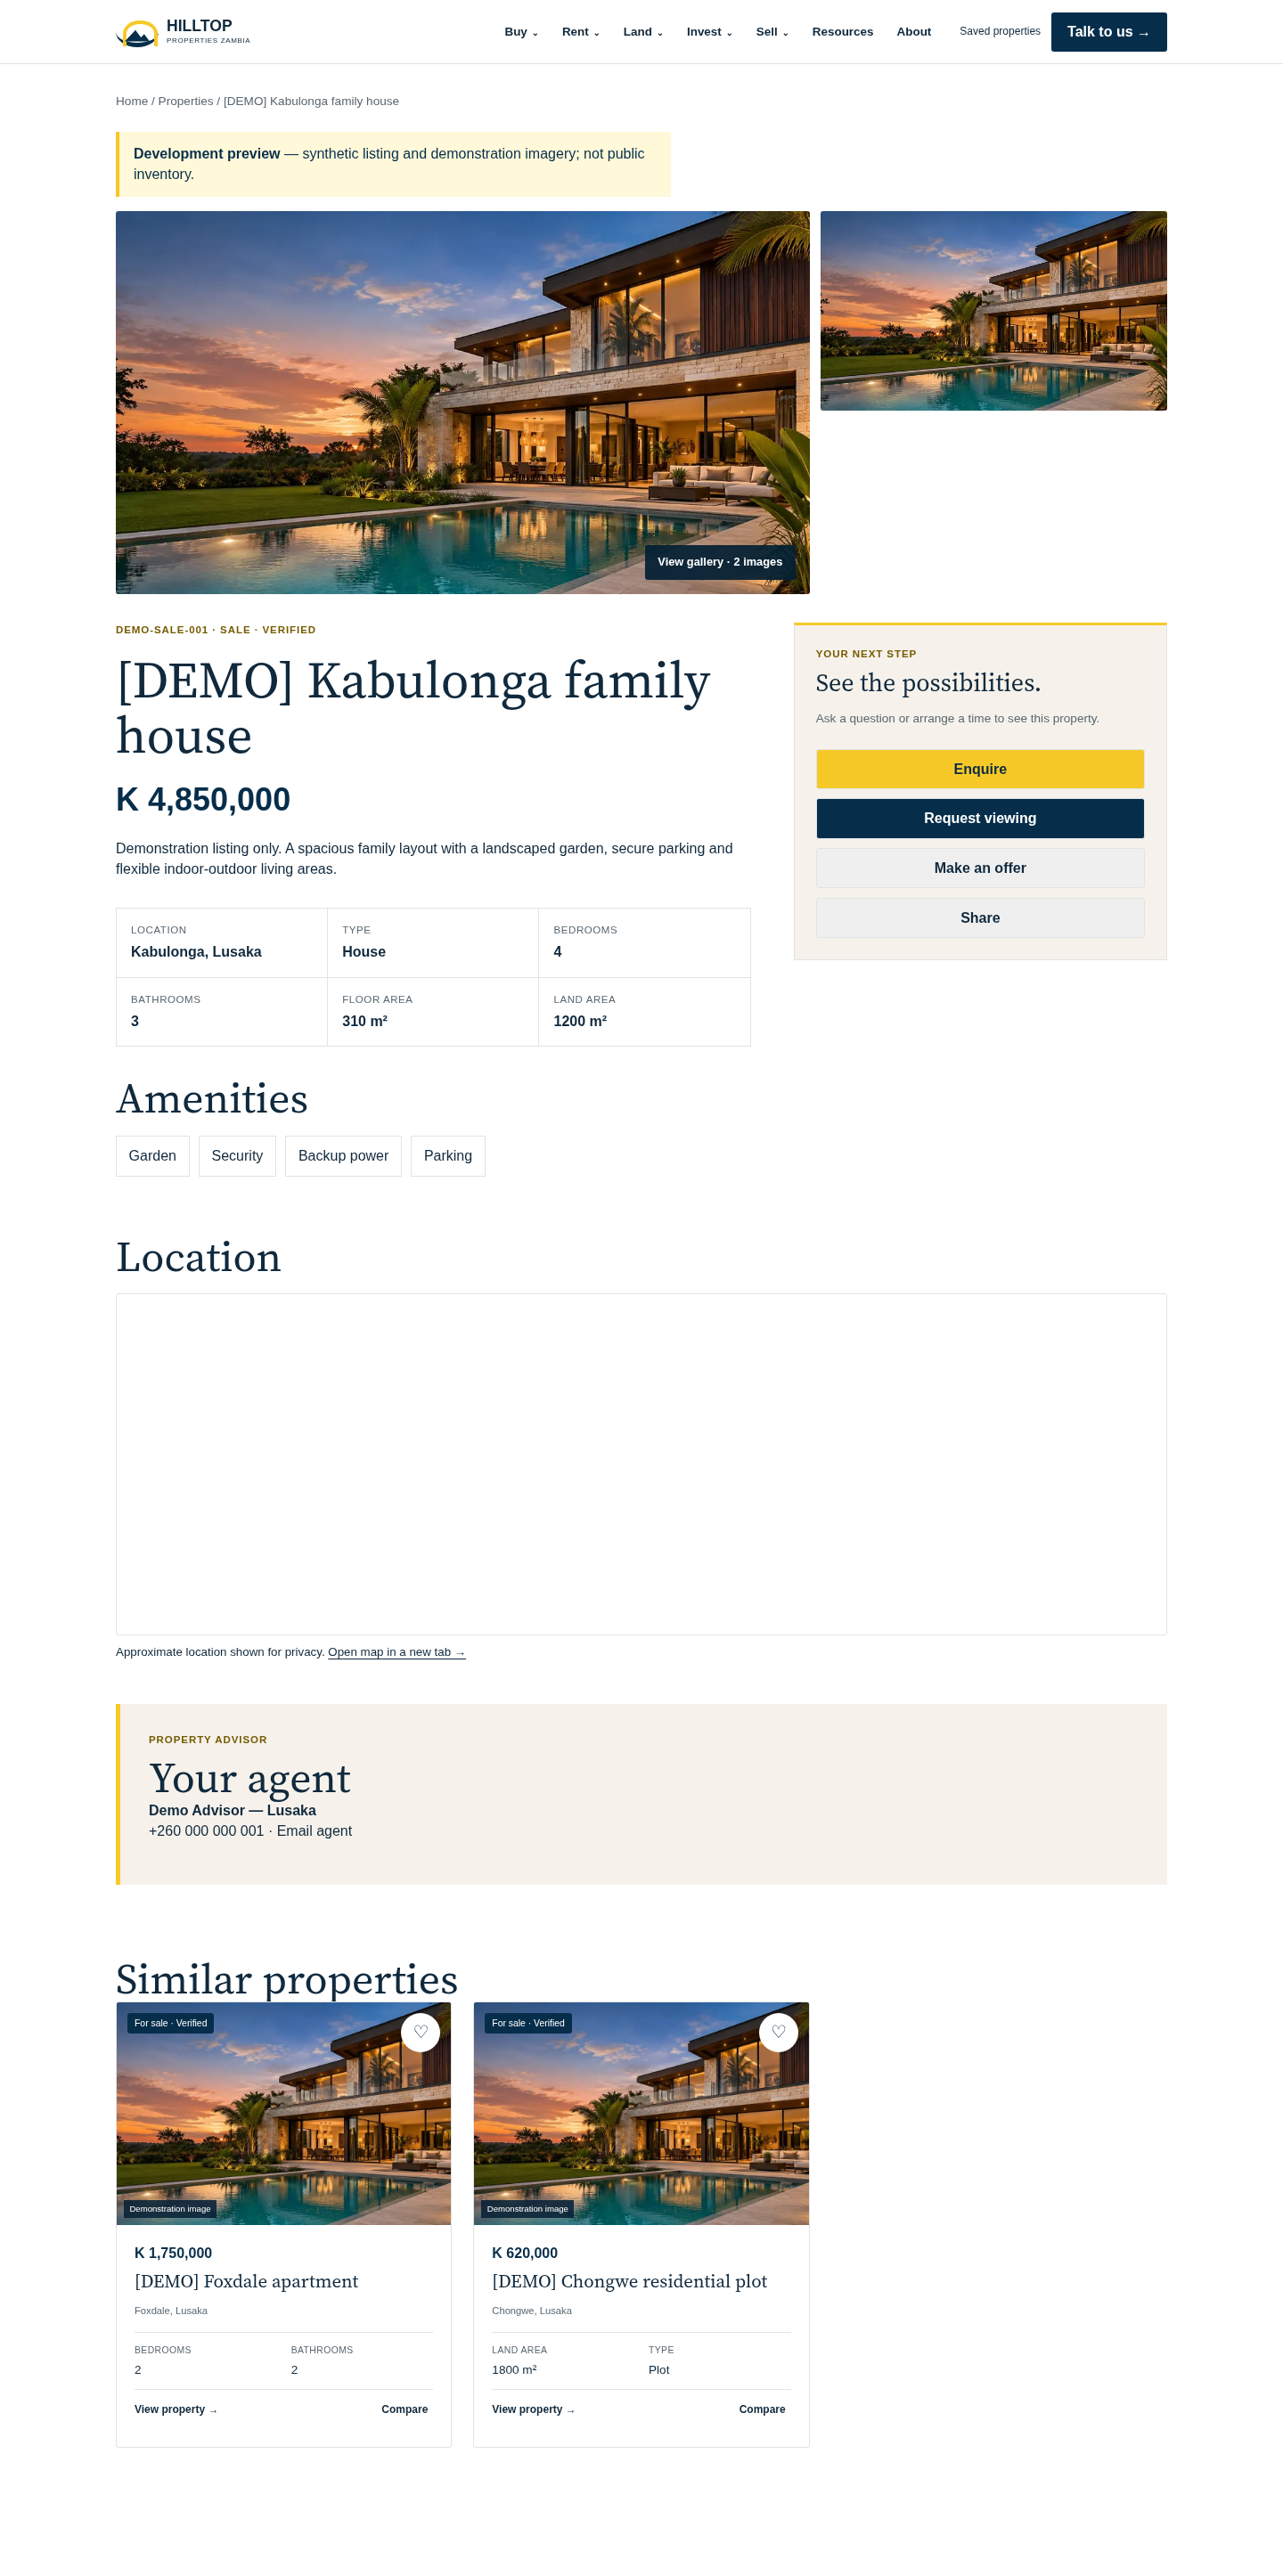 HILLTOP
PROPERTIES ZAMBIA
Buy ⌄ Rent ⌄ Land ⌄ Invest ⌄ Sell ⌄ Resources About Saved properties Talk to us →
Home / Properties / [DEMO] Kabulonga family house
Development preview — synthetic listing and demonstration imagery; not public
inventory.
View gallery · 2 images
DEMO-SALE-001 · SALE · VERIFIED
[DEMO] Kabulonga family
house
K 4,850,000
Demonstration listing only. A spacious family layout with a landscaped garden, secure parking and
flexible indoor-outdoor living areas.
YOUR NEXT STEP
See the possibilities.
Ask a question or arrange a time to see this property.
Enquire
Request viewing
Make an offer
Share
LOCATION TYPE BEDROOMS
Kabulonga, Lusaka House 4
BATHROOMS FLOOR AREA LAND AREA
3 310 m² 1200 m²
Amenities
Garden Security Backup power Parking
Location
Approximate location shown for privacy. Open map in a new tab →
PROPERTY ADVISOR
Your agent
Demo Advisor — Lusaka
+260 000 000 001 · Email agent
Similar properties
For sale · Verified ♡
Demonstration image
K 1,750,000
[DEMO] Foxdale apartment
Foxdale, Lusaka
BEDROOMS BATHROOMS
2 2
View property → Compare
For sale · Verified ♡
Demonstration image
K 620,000
[DEMO] Chongwe residential plot
Chongwe, Lusaka
LAND AREA TYPE
1800 m² Plot
View property → Compare